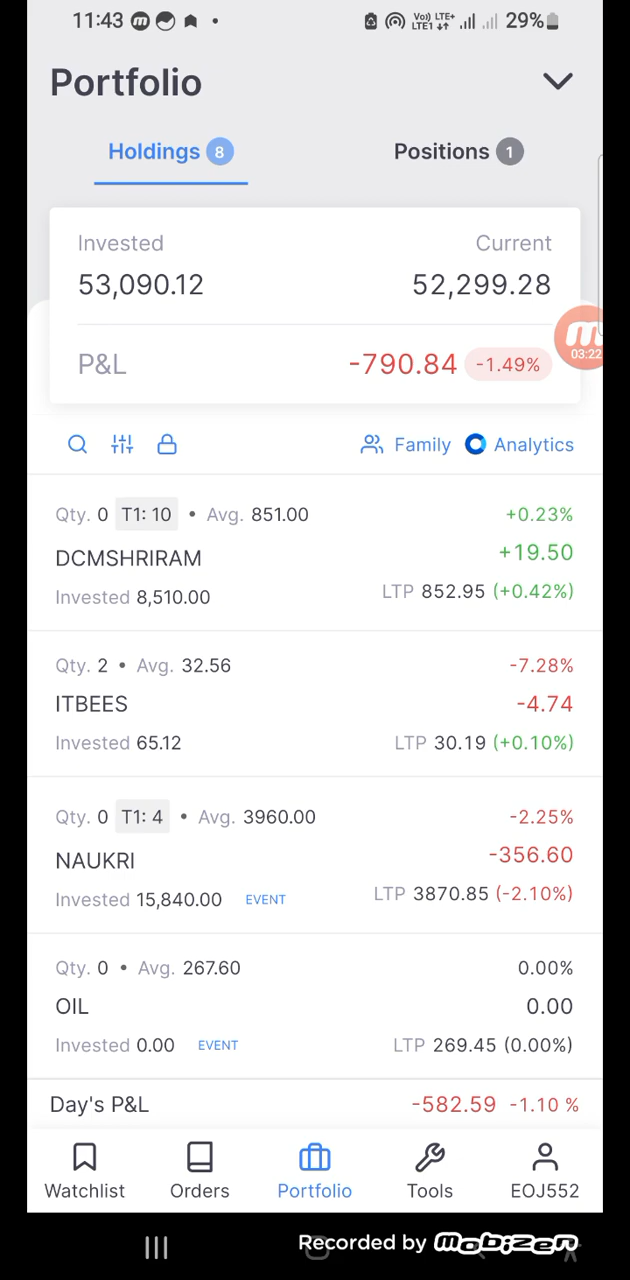 11:43 Vo)) LTE+ LTE1 29%
Portfolio
Holdings 8 Positions 1
Invested Current
53,090.12 52,299.28
P&L -790.84 -1.49%
03:22
Family Analytics
Qty. 0 T1: 10 • Avg. 851.00 +0.23%
DCMSHRIRAM +19.50
Invested 8,510.00 LTP 852.95 (+0.42%)
Qty. 2 • Avg. 32.56 -7.28%
ITBEES -4.74
Invested 65.12 LTP 30.19 (+0.10%)
Qty. 0 T1: 4 • Avg. 3960.00 -2.25%
NAUKRI -356.60
Invested 15,840.00 EVENT LTP 3870.85 (-2.10%)
Qty. 0 • Avg. 267.60 0.00%
OIL 0.00
Invested 0.00 EVENT LTP 269.45 (0.00%)
Day's P&L -582.59 -1.10 %
Watchlist Orders Portfolio Tools EOJ552
Recorded by mobizen